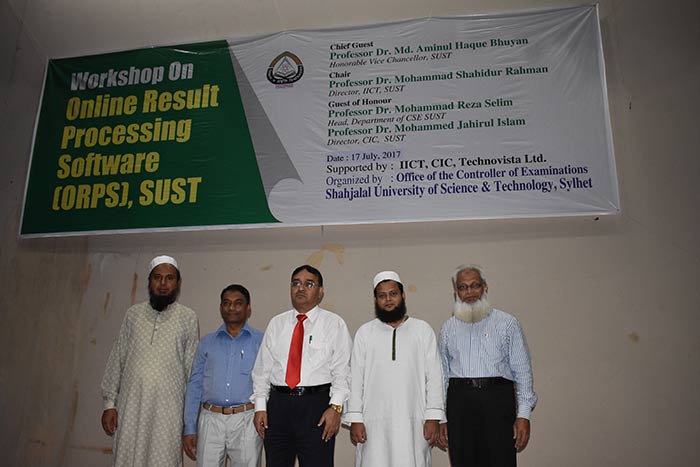 Workshop On
Online Result
Processing
Software
(ORPS), SUST
Chief Guest
Professor Dr. Md. Aminul Haque Bhuyan
Honorable Vice Chancellor, SUST
Chair
Professor Dr. Mohammad Shahidur Rahman
Director, IICT, SUST
Guest of Honour
Professor Dr. Mohammad Reza Selim
Head, Department of CSE SUST
Professor Dr. Mohammed Jahirul Islam
Director, CIC, SUST
Date : 17 July, 2017
Supported by : IICT, CIC, Technovista Ltd.
Organized by : Office of the Controller of Examinations
Shahjalal University of Science & Technology, Sylhet